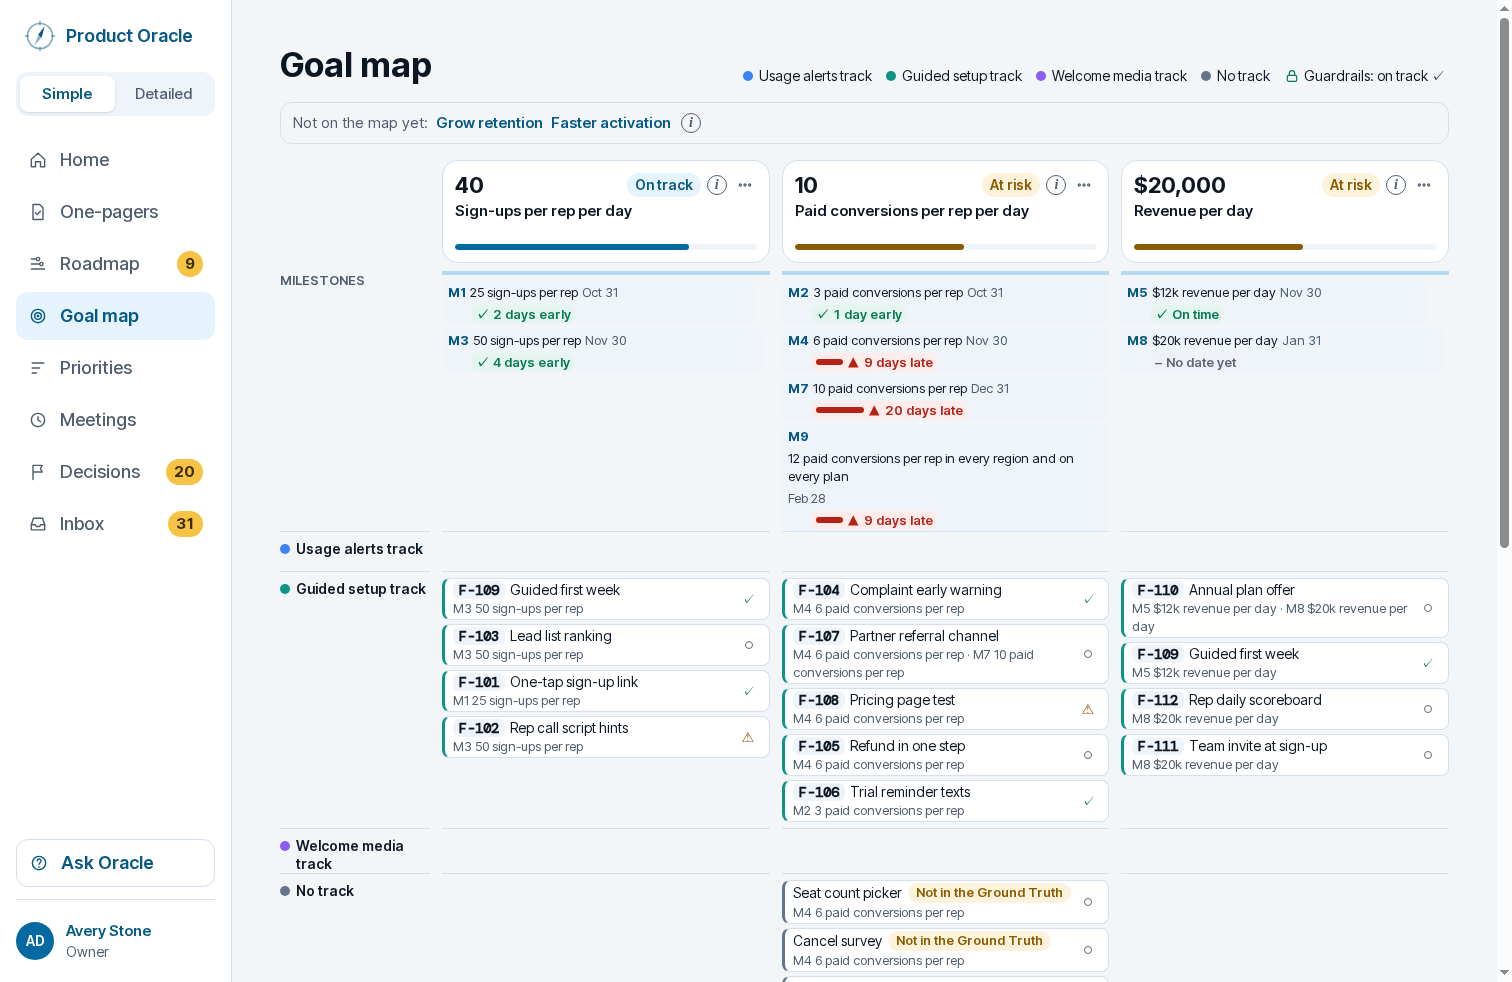 Product Oracle
Simple
Detailed
Home
One-pagers
Roadmap 9
Goal map
Priorities
Meetings
Decisions 20
Inbox 31
Ask Oracle
AD
Avery Stone
Owner
Goal map
Usage alerts track
Guided setup track
Welcome media track
No track
Guardrails: on track ✓
Not on the map yet: Grow retention Faster activation i
40
On track i •••
Sign-ups per rep per day
10
At risk i •••
Paid conversions per rep per day
$20,000
At risk i •••
Revenue per day
MILESTONES
M1 25 sign-ups per rep Oct 31
✓ 2 days early
M3 50 sign-ups per rep Nov 30
✓ 4 days early
M2 3 paid conversions per rep Oct 31
✓ 1 day early
M4 6 paid conversions per rep Nov 30
▲ 9 days late
M7 10 paid conversions per rep Dec 31
▲ 20 days late
M9
12 paid conversions per rep in every region and on
every plan
Feb 28
▲ 9 days late
M5 $12k revenue per day Nov 30
✓ On time
M8 $20k revenue per day Jan 31
– No date yet
Usage alerts track
Guided setup track
F-109 Guided first week
M3 50 sign-ups per rep
✓
F-103 Lead list ranking
M3 50 sign-ups per rep
○
F-101 One-tap sign-up link
M1 25 sign-ups per rep
✓
F-102 Rep call script hints
M3 50 sign-ups per rep
⚠
F-104 Complaint early warning
M4 6 paid conversions per rep
✓
F-107 Partner referral channel
M4 6 paid conversions per rep · M7 10 paid
conversions per rep
○
F-108 Pricing page test
M4 6 paid conversions per rep
⚠
F-105 Refund in one step
M4 6 paid conversions per rep
○
F-106 Trial reminder texts
M2 3 paid conversions per rep
✓
F-110 Annual plan offer
M5 $12k revenue per day · M8 $20k revenue per
day
○
F-109 Guided first week
M5 $12k revenue per day
✓
F-112 Rep daily scoreboard
M8 $20k revenue per day
○
F-111 Team invite at sign-up
M8 $20k revenue per day
○
Welcome media
track
No track
Seat count picker Not in the Ground Truth
M4 6 paid conversions per rep
○
Cancel survey Not in the Ground Truth
M4 6 paid conversions per rep
○